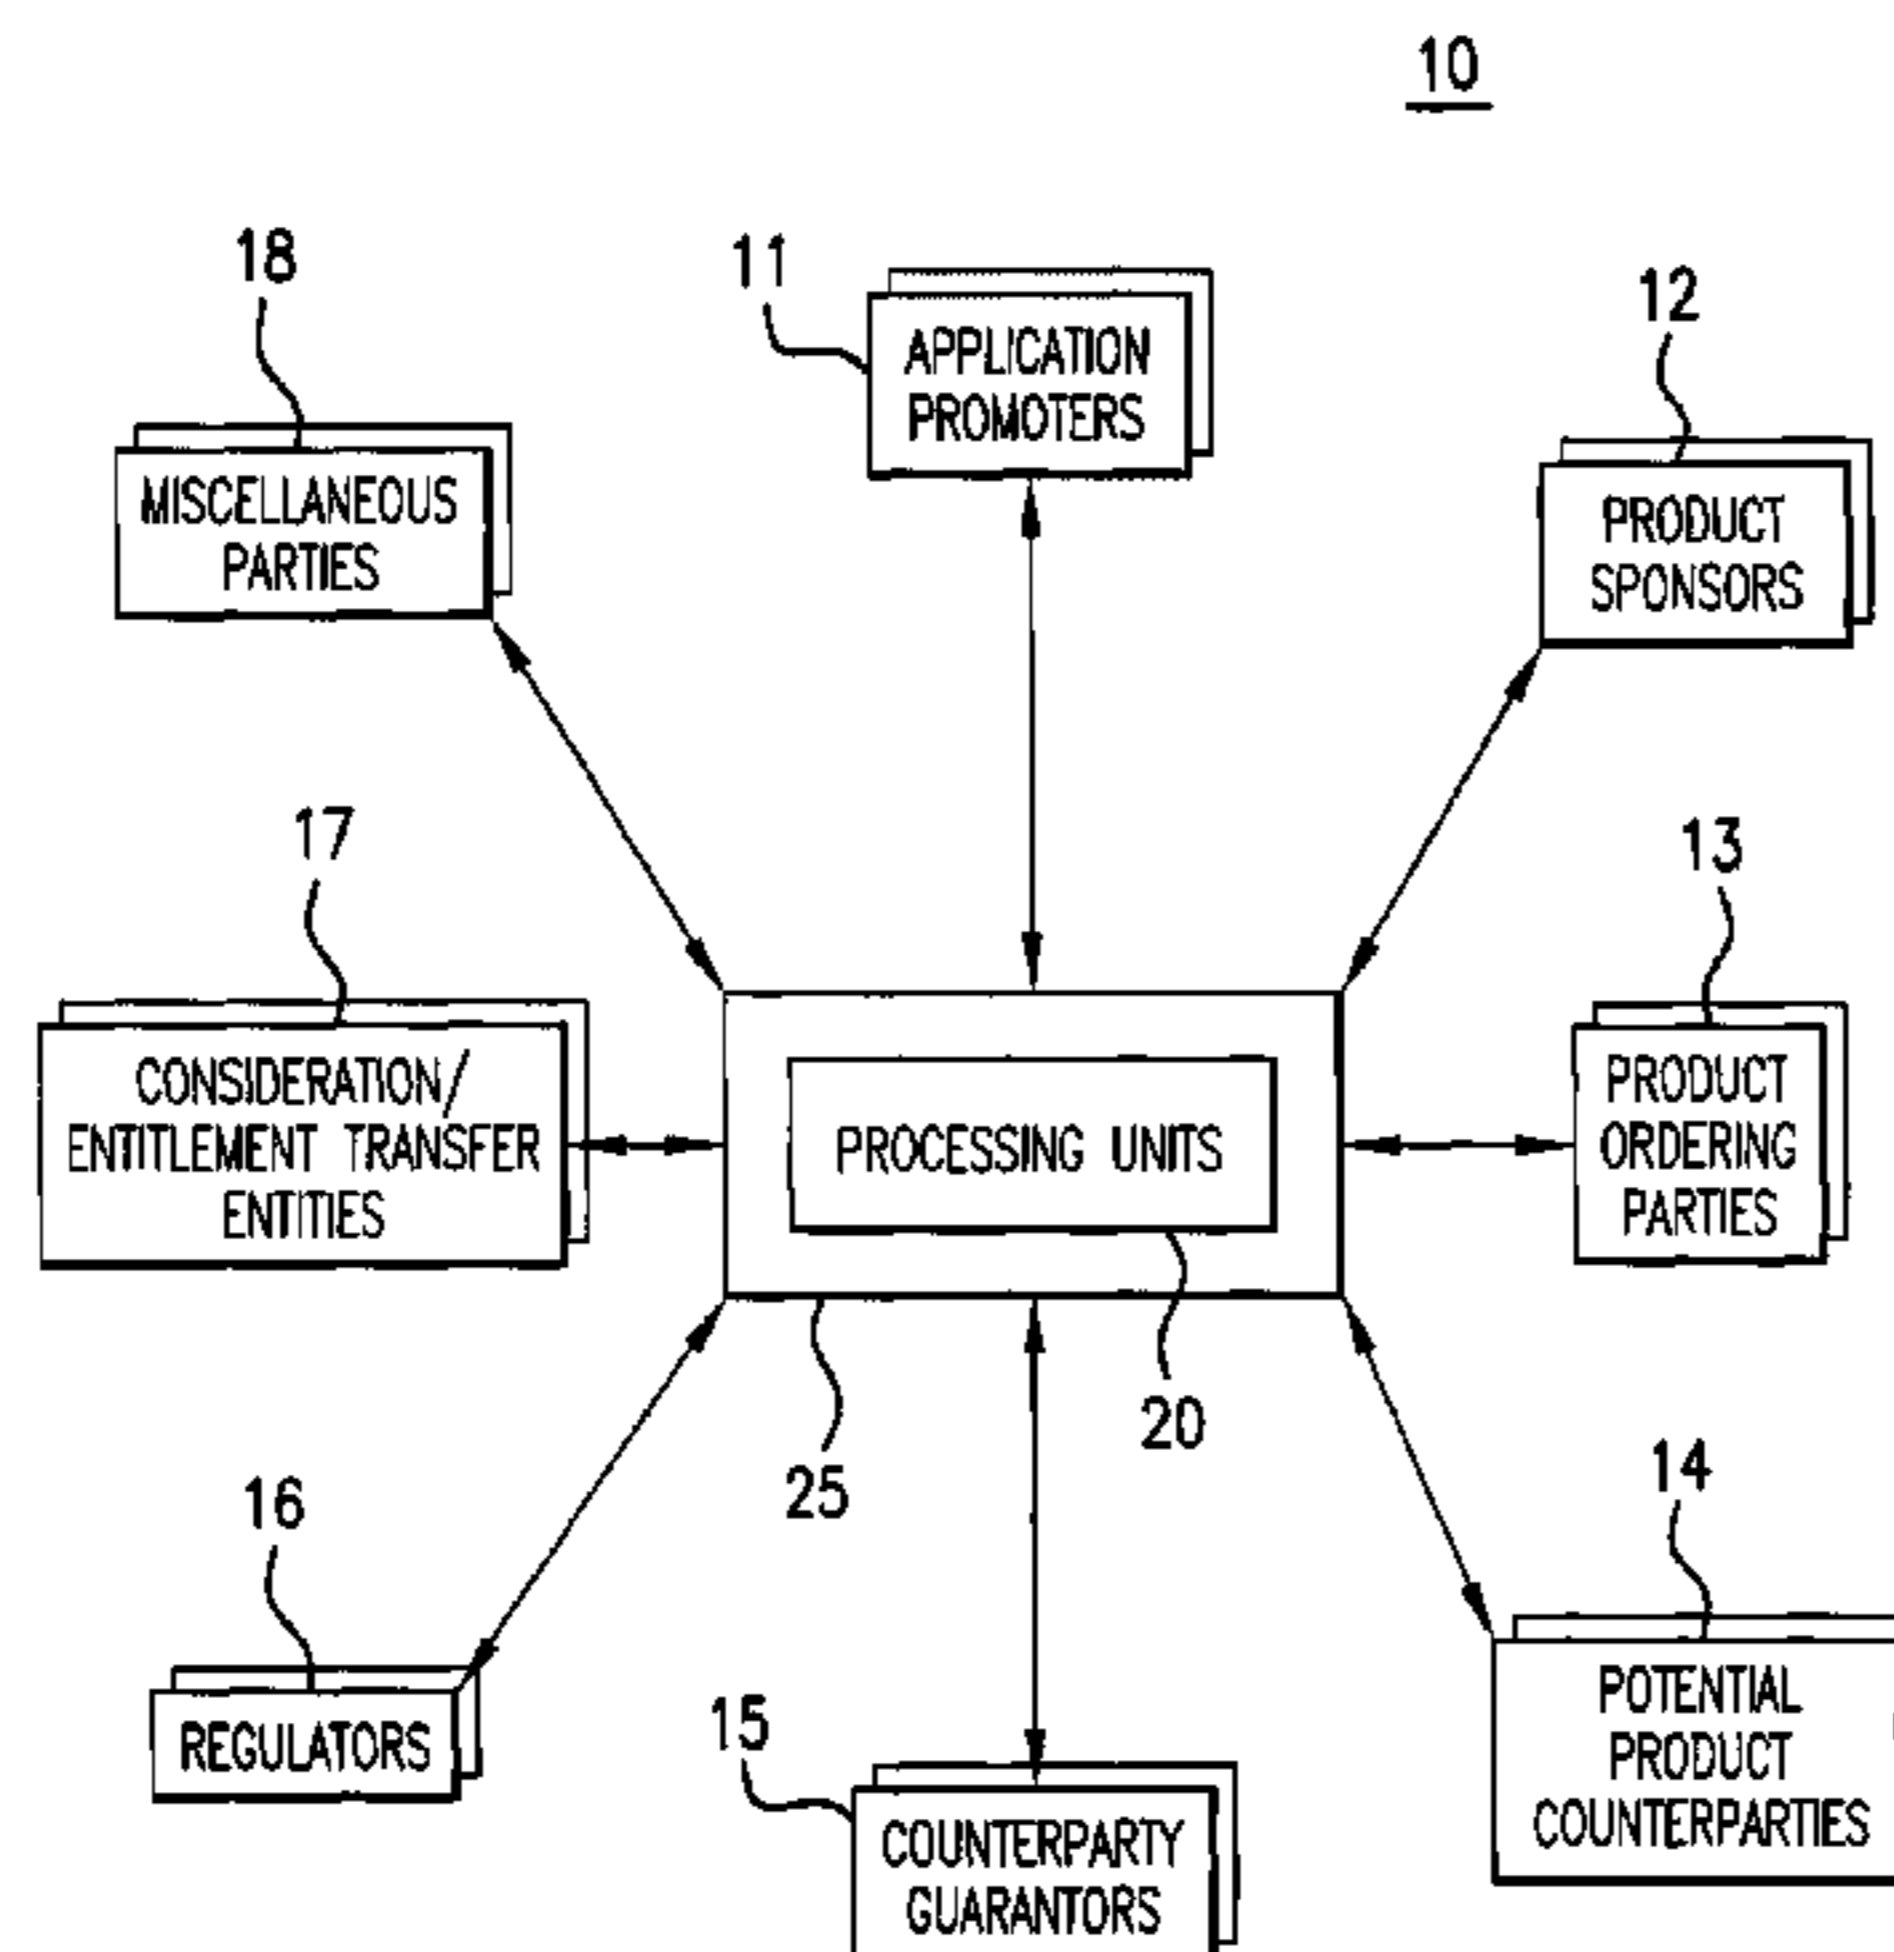 10
18
11
12
APPLICATION
PROMOTERS
MISCELLANEOUS
PARTIES
PRODUCT
SPONSORS
17
13
CONSIDERATION/
ENTITLEMENT TRANSFER
ENTITIES
PROCESSING UNITS
PRODUCT
ORDERING
PARTIES
20
25
16
14
REGULATORS
15
POTENTIAL
PRODUCT
COUNTERPARTIES
COUNTERPARTY
GUARANTORS